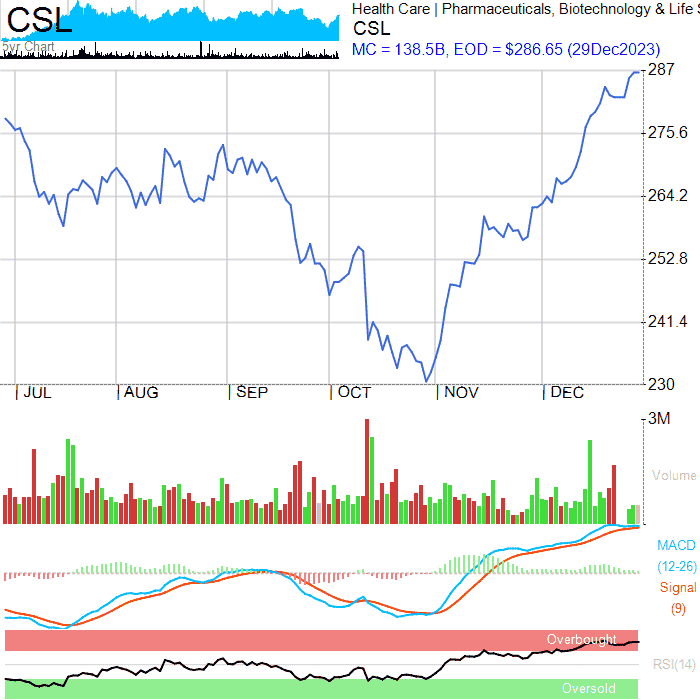 CSL
5yr Chart
Health Care | Pharmaceuticals, Biotechnology & Life S
CSL
MC = 138.5B, EOD = $286.65 (29Dec2023)
287
275.6
264.2
252.8
241.4
230
JUL AUG SEP OCT NOV DEC
3M
Volume
MACD
(12-26)
Signal
(9)
Overbought
RSI(14)
Oversold